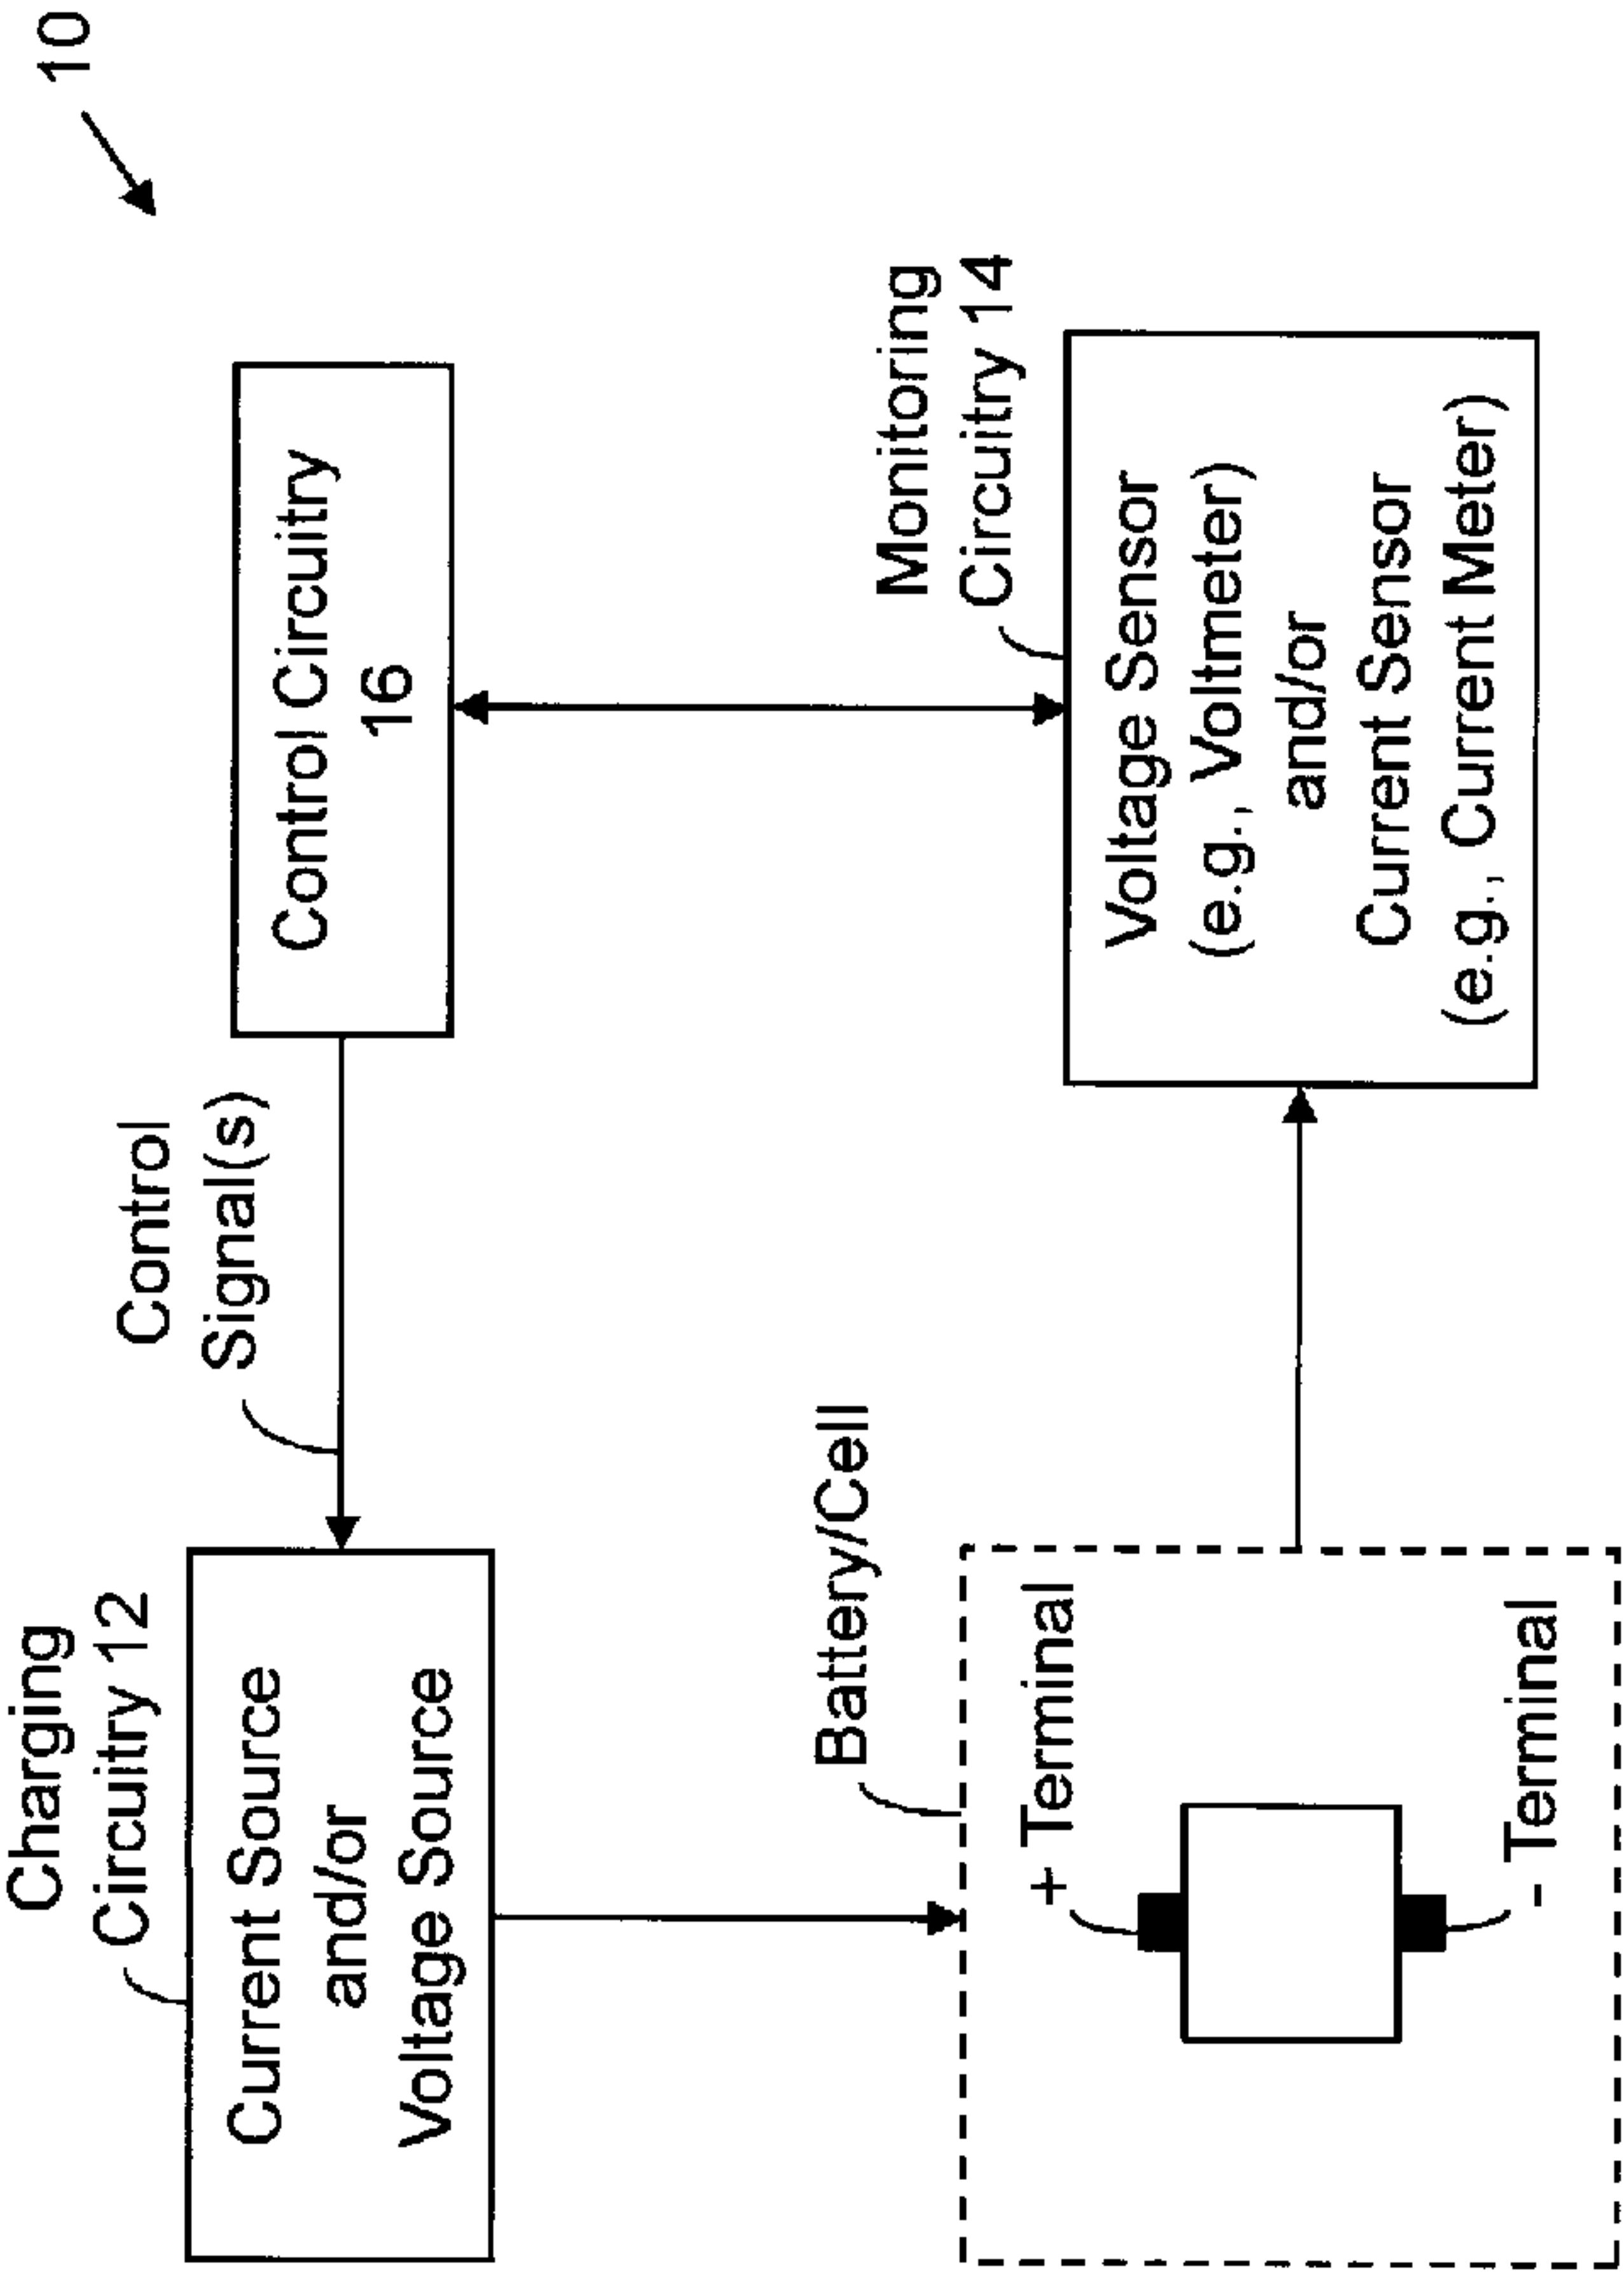 10
Charging
Circuitry 12
Current Source
and/or
Voltage Source
Control
Signal(s)
Control Circuitry
16
Battery/Cell
+ Terminal
- Terminal
Monitoring
Circuitry 14
Voltage Sensor
(e.g., Voltmeter)
and/or
Current Sensor
(e.g., Current Meter)